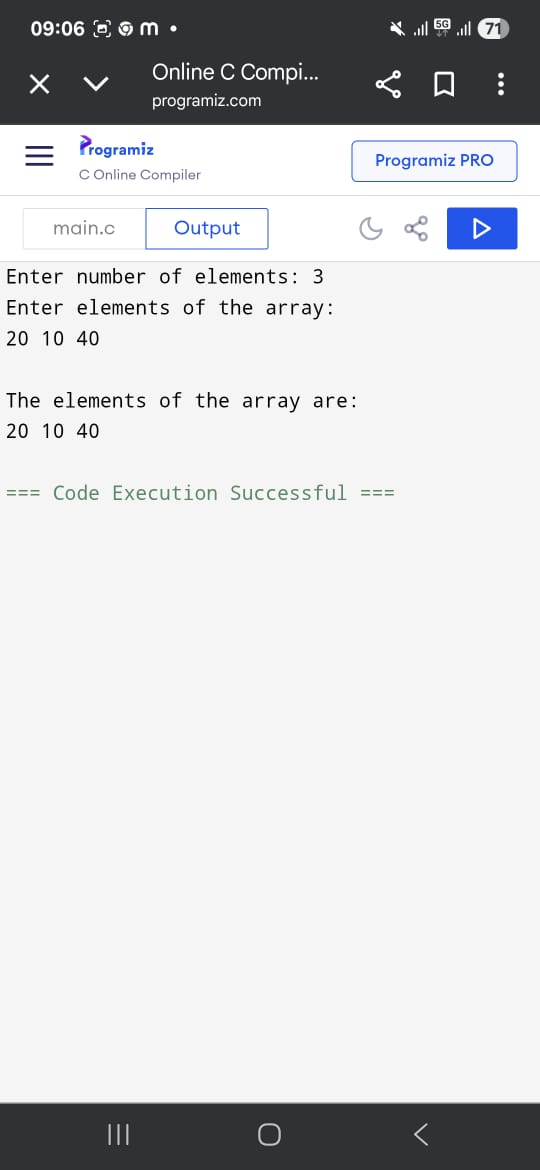 09:06
5G
71
Online C Compi...
programiz.com
Programiz
C Online Compiler
Programiz PRO
main.c
Output
Enter number of elements: 3
Enter elements of the array:
20 10 40
The elements of the array are:
20 10 40
=== Code Execution Successful ===